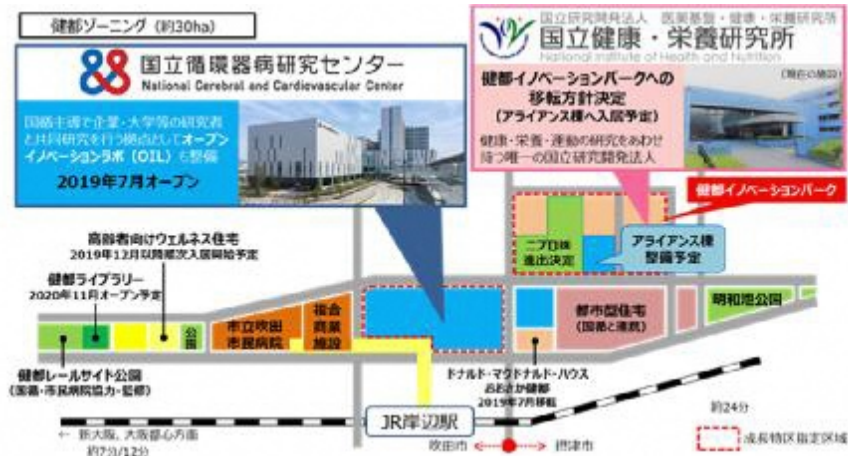 健都ゾーニング（約30ha）
国立循環器病研究センター
National Cerebral and Cardiovascular Center
国循主導で企業・大学等の研究者
と共同研究を行う拠点としてオープン
イノベーションラボ（OIL）も整備
2019年7月オープン
国立研究開発法人 医薬基盤・健康・栄養研究所
国立健康・栄養研究所
National Institute of Health and Nutrition
健都イノベーションパークへの
移転方針決定
（アライアンス棟へ入居予定）
（現在の施設）
健康・栄養・運動の研究をあわせ
持つ唯一の国立研究開発法人
健都イノベーションパーク
ニプロ㈱
進出決定
アライアンス棟
整備予定
高齢者向けウェルネス住宅
2019年12月以降順次入居開始予定
健都ライブラリー
2020年11月オープン予定
公園
市立吹田
市民病院
複合
商業
施設
都市型住宅
（国循と連携）
明和池公園
健都レールサイド公園
（国循・市民病院協力・監修）
ドナルド・マクドナルド・ハウス
おおさか健都
2019年7月移転
JR岸辺駅
← 新大阪、大阪都心方面
約7分/12分
吹田市
摂津市
約24分
成長特区指定区域